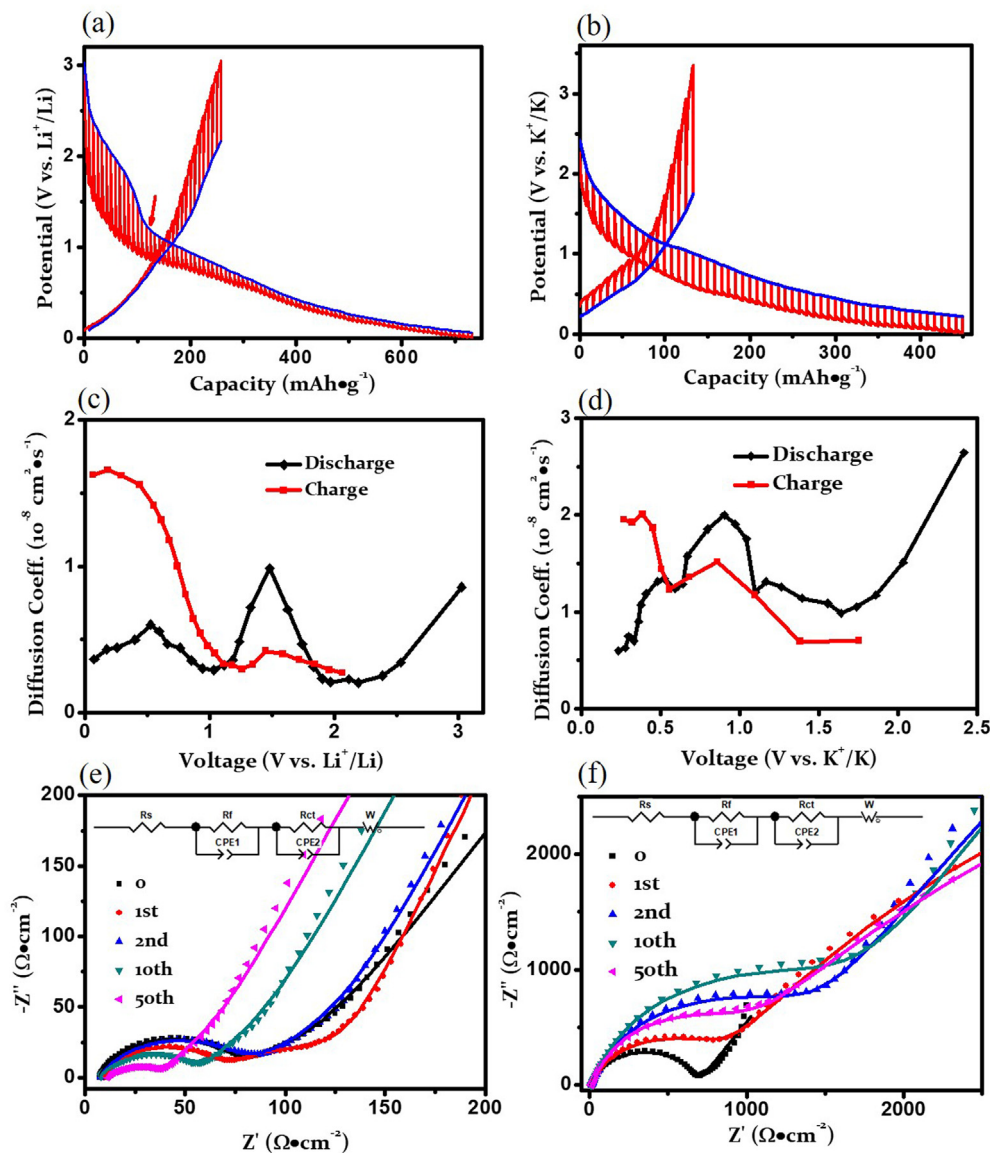 (a)
3
2
1
0
Potential (V vs. Li⁺/Li)
0 200 400 600
Capacity (mAh•g⁻¹)
(b)
3
2
1
0
Potential (V vs. K⁺/K)
0 100 200 300 400
Capacity (mAh•g⁻¹)
(c)
2
1
0
Diffusion Coeff. (10⁻⁸ cm²•s⁻¹)
Discharge
Charge
0 1 2 3
Voltage (V vs. Li⁺/Li)
(d)
3
2
1
0
Diffusion Coeff. (10⁻⁸ cm²•s⁻¹)
Discharge
Charge
0.0 0.5 1.0 1.5 2.0 2.5
Voltage (V vs. K⁺/K)
(e)
200
175
150
125
100
75
50
25
0
-Z'' (Ω•cm⁻²)
Rs Rf Rct W
CPE1 CPE2
0
1st
2nd
10th
50th
0 50 100 150 200
Z' (Ω•cm⁻²)
(f)
2000
1000
0
-Z'' (Ω•cm⁻²)
Rs Rf Rct W
CPE1 CPE2
0
1st
2nd
10th
50th
0 1000 2000
Z' (Ω•cm⁻²)